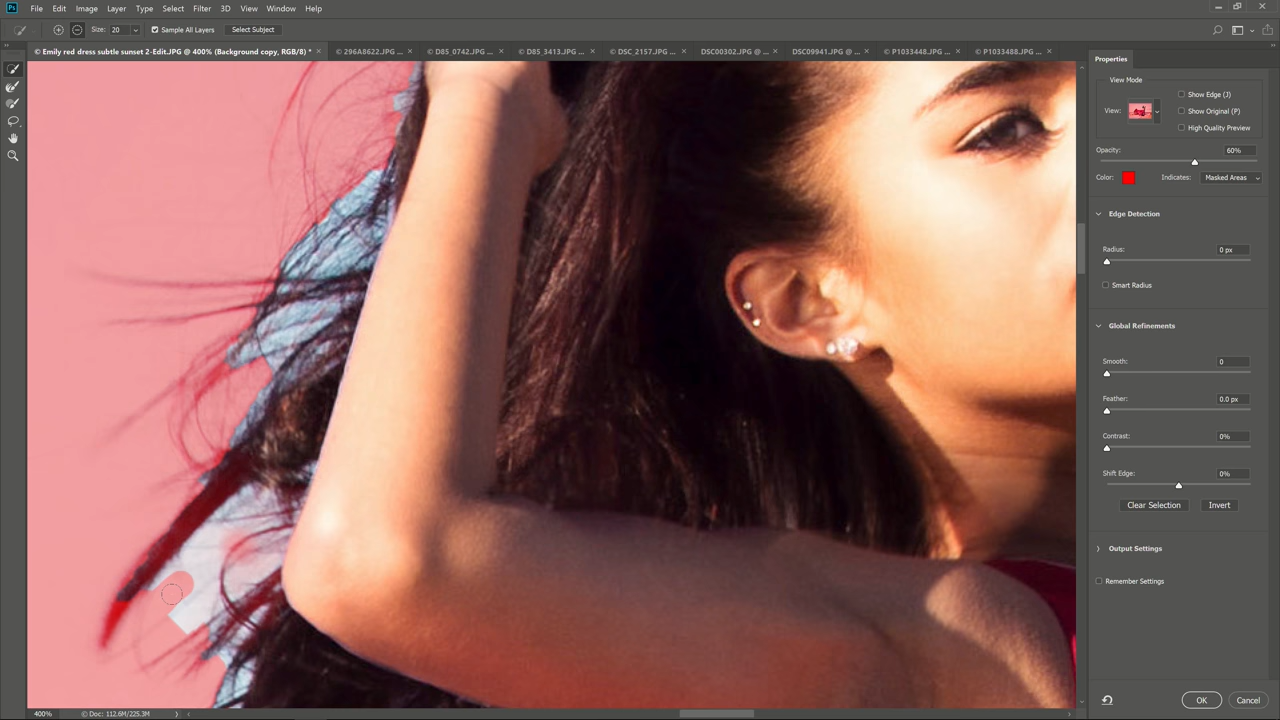 Ps File Edit Image Layer Type Select Filter 3D View Window Help
Size: 20 Sample All Layers Select Subject
© Emily red dress subtle sunset 2-Edit.JPG @ 400% (Background copy, RGB/8) * × © 296A8622.JPG ... × © D85_0742.JPG ... × © D85_3413.JPG ... × © DSC_2157.JPG ... × DSC00302.JPG @ ... × DSC09941.JPG @ ... × © P1033448.JPG ... × © P1033488.JPG ... ×
Properties
View Mode
Show Edge (J)
View: Show Original (P)
High Quality Preview
Opacity: 60%
Color: Indicates: Masked Areas
Edge Detection
Radius: 0 px
Smart Radius
Global Refinements
Smooth: 0
Feather: 0.0 px
Contrast: 0%
Shift Edge: 0%
Clear Selection Invert
Output Settings
Remember Settings
OK Cancel
400% © Doc: 112.6M/225.3M